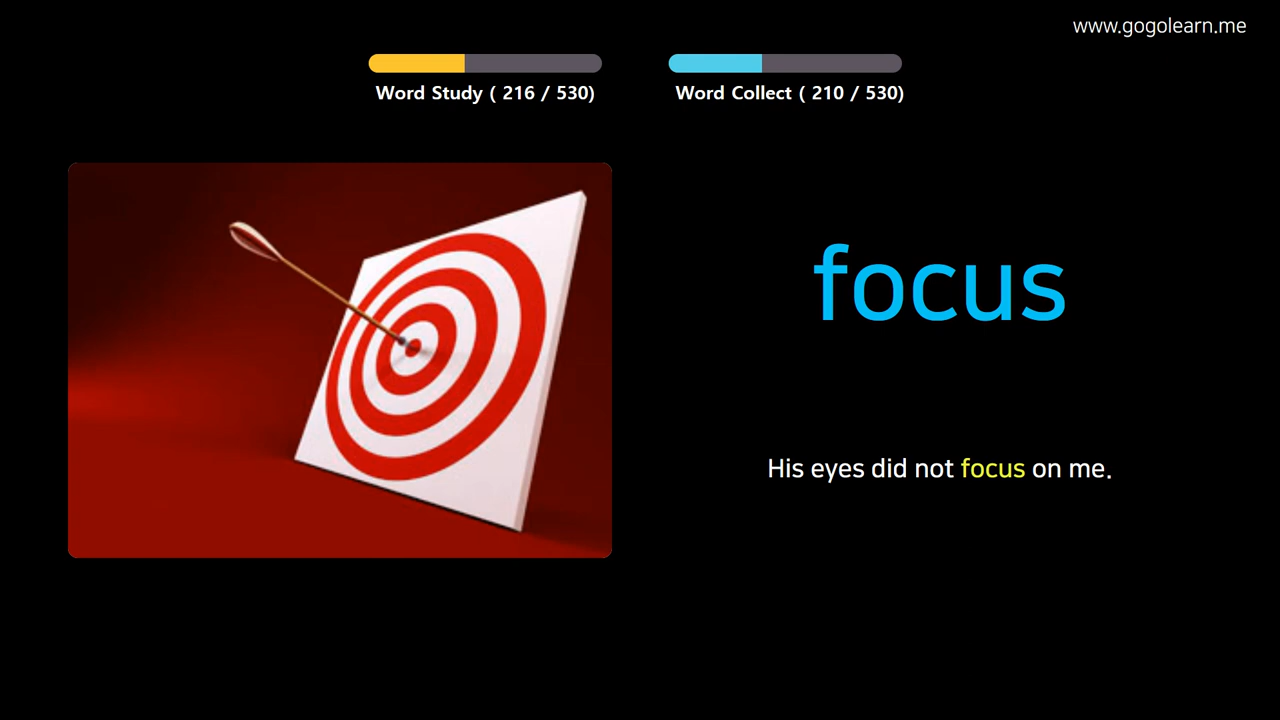 www.gogolearn.me
Word Study ( 216 / 530)
Word Collect ( 210 / 530)
focus
His eyes did not focus on me.